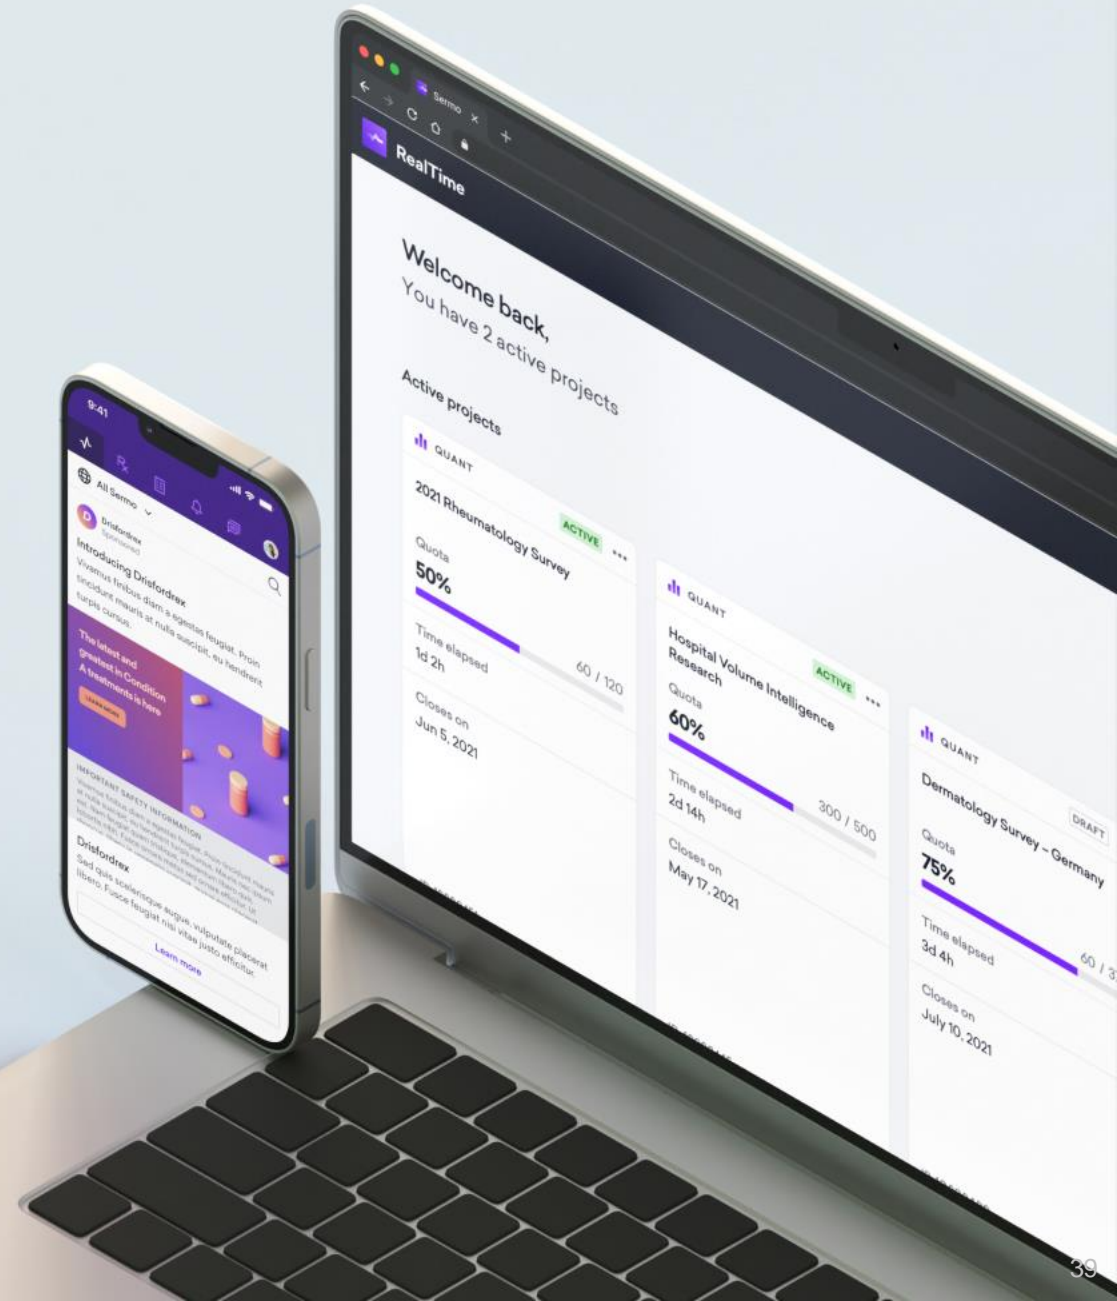 Sermo
RealTime
Welcome back,
You have 2 active projects
Active projects
QUANT
ACTIVE
2021 Rheumatology Survey
Quota
50%
60 / 120
Time elapsed
1d 2h
Closes on
Jun 5, 2021
QUANT
ACTIVE
Hospital Volume Intelligence
Research
Quota
60%
300 / 500
Time elapsed
2d 14h
Closes on
May 17, 2021
QUANT
DRAFT
Dermatology Survey - Germany
Quota
75%
60 / 3
Time elapsed
3d 4h
Closes on
July 10, 2021
9:41
All Sermo
Drisfordrex
Sponsored
Introducing Drisfordrex
Vivamus finibus diam a egestas feugiat. Proin
tincidunt mauris at nulla suscipit, eu hendrerit
turpis cursus.
The latest and
greatest in Condition
A treatments is here
LEARN MORE
IMPORTANT SAFETY INFORMATION
Drisfordrex
Sed quis scelerisque augue, vulputate placerat
libero. Fusce feugiat nisi vitae justo efficitur.
Learn more
39